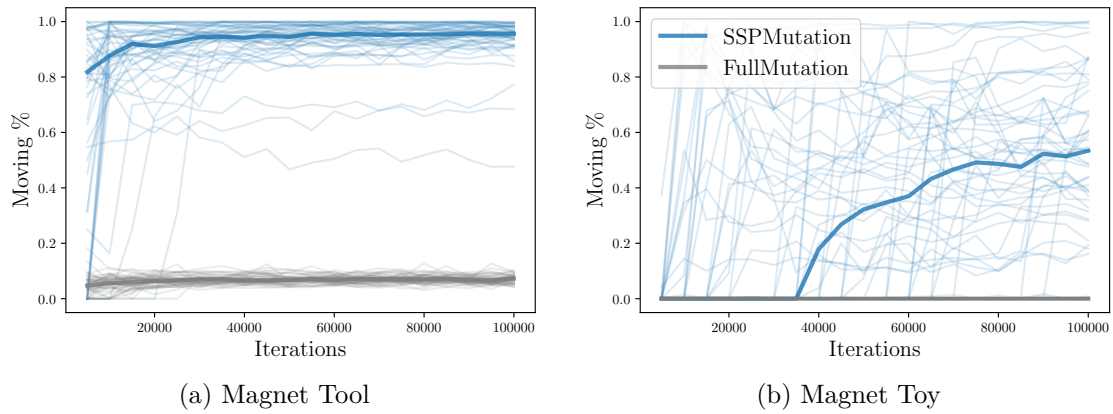 1.0
0.8
0.6
0.4
0.2
0.0
Moving %
20000 40000 60000 80000 100000
Iterations
(a) Magnet Tool
SSPMutation
FullMutation
1.0
0.8
0.6
0.4
0.2
0.0
Moving %
20000 40000 60000 80000 100000
Iterations
(b) Magnet Toy